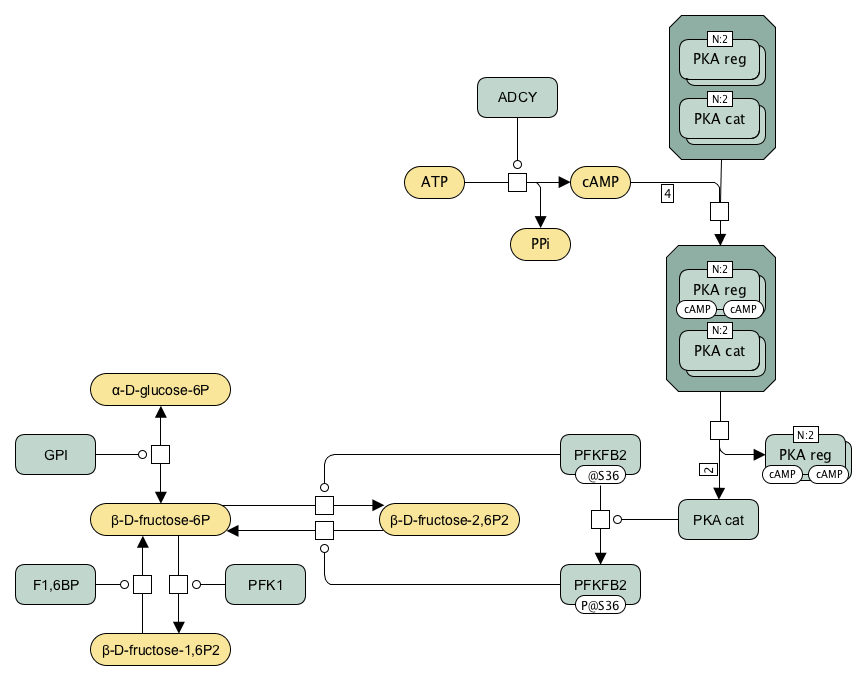 N:2
PKA reg
N:2
PKA cat
ADCY
ATP
cAMP
4
PPi
N:2
PKA reg
cAMP cAMP
N:2
PKA cat
α-D-glucose-6P
GPI
PFKFB2
@S36
N:2
PKA reg
cAMP cAMP
2
β-D-fructose-6P
β-D-fructose-2,6P2
PKA cat
F1,6BP
PFK1
PFKFB2
P@S36
β-D-fructose-1,6P2